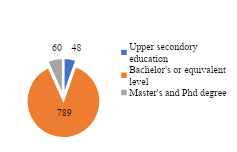 60 48
Upper secondory
education
Bachelor's or equivalent
level
Master's and Phd degree
789